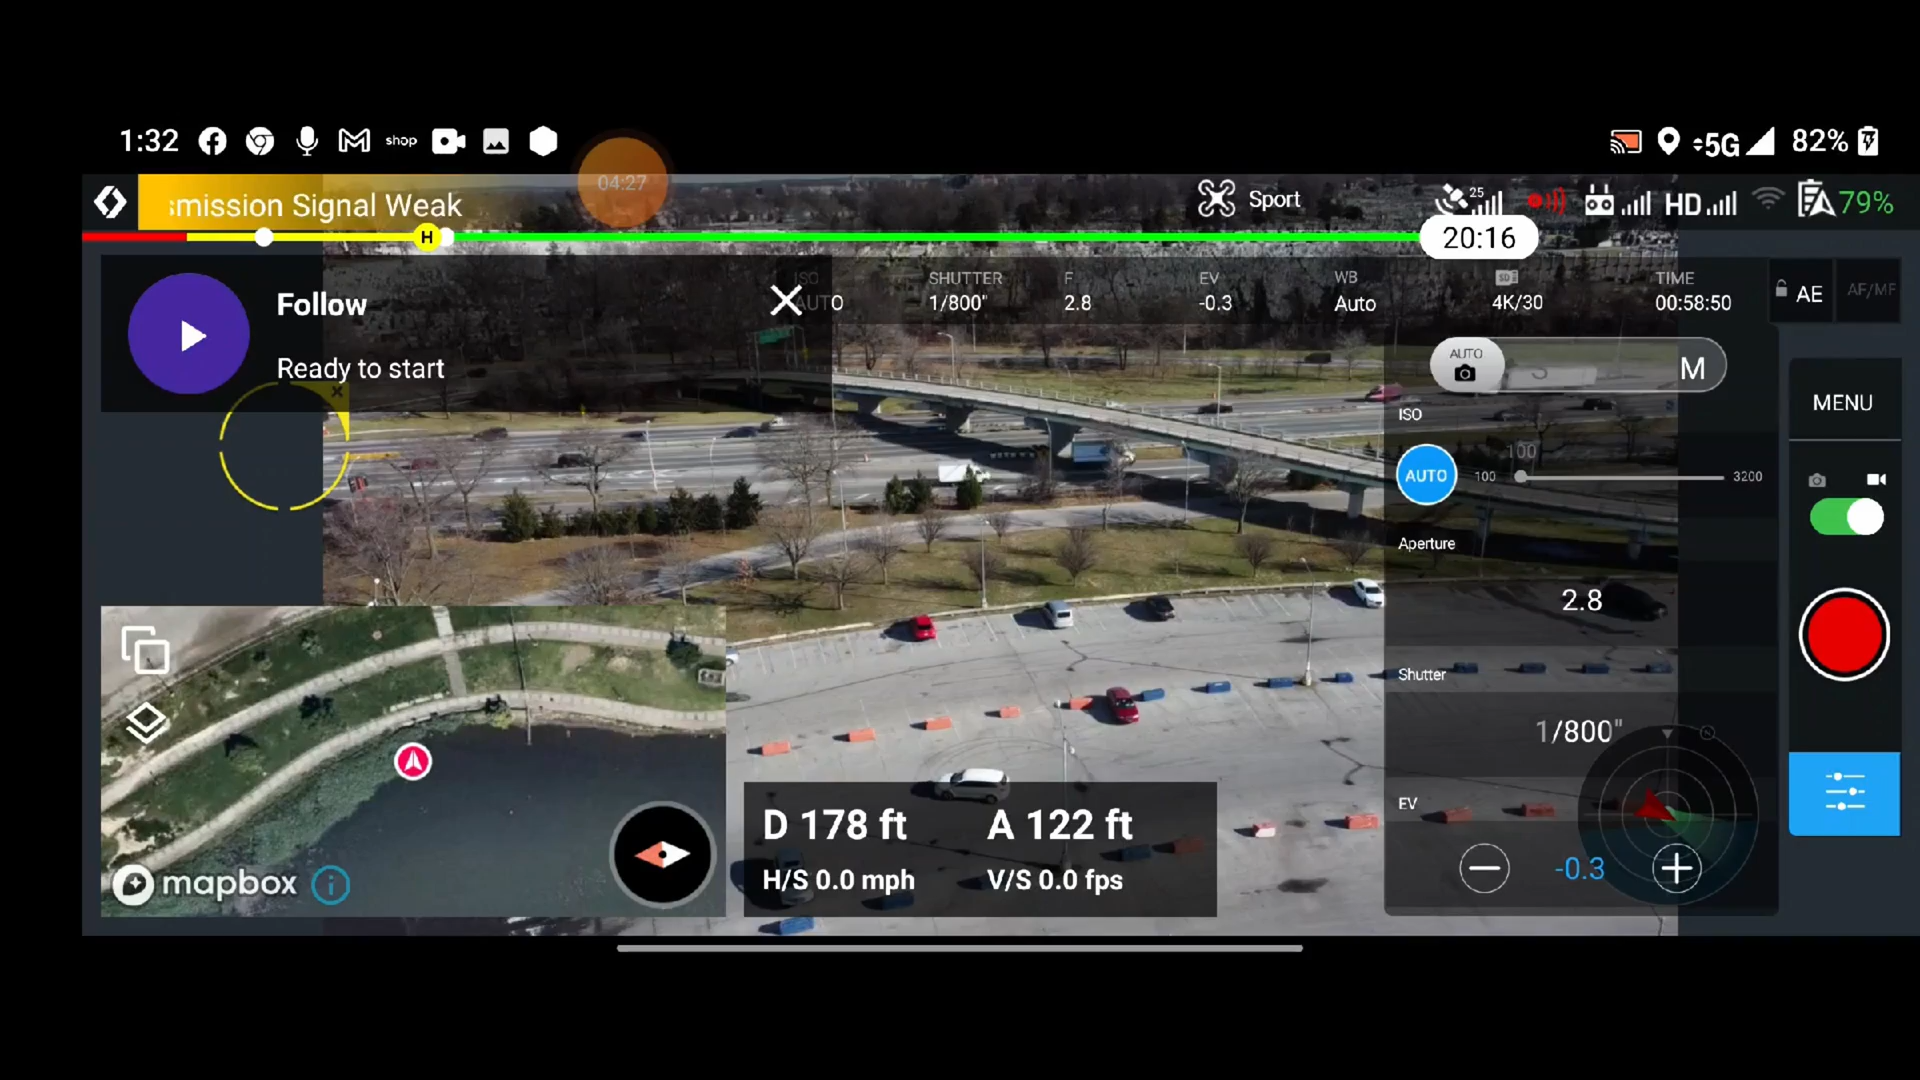 1:32
shop
5G
82%
04:27
smission Signal Weak
Sport
25
HD
79%
H
20:16
Follow
Ready to start
ISO
AUTO
SHUTTER
1/800"
F
2.8
EV
-0.3
WB
Auto
SD
4K/30
TIME
00:58:50
AE
AF/MF
AUTO
M
MENU
ISO
AUTO
100
100
3200
Aperture
2.8
Shutter
1/800"
EV
-0.3
N
D 178 ft
A 122 ft
H/S 0.0 mph
V/S 0.0 fps
mapbox
i